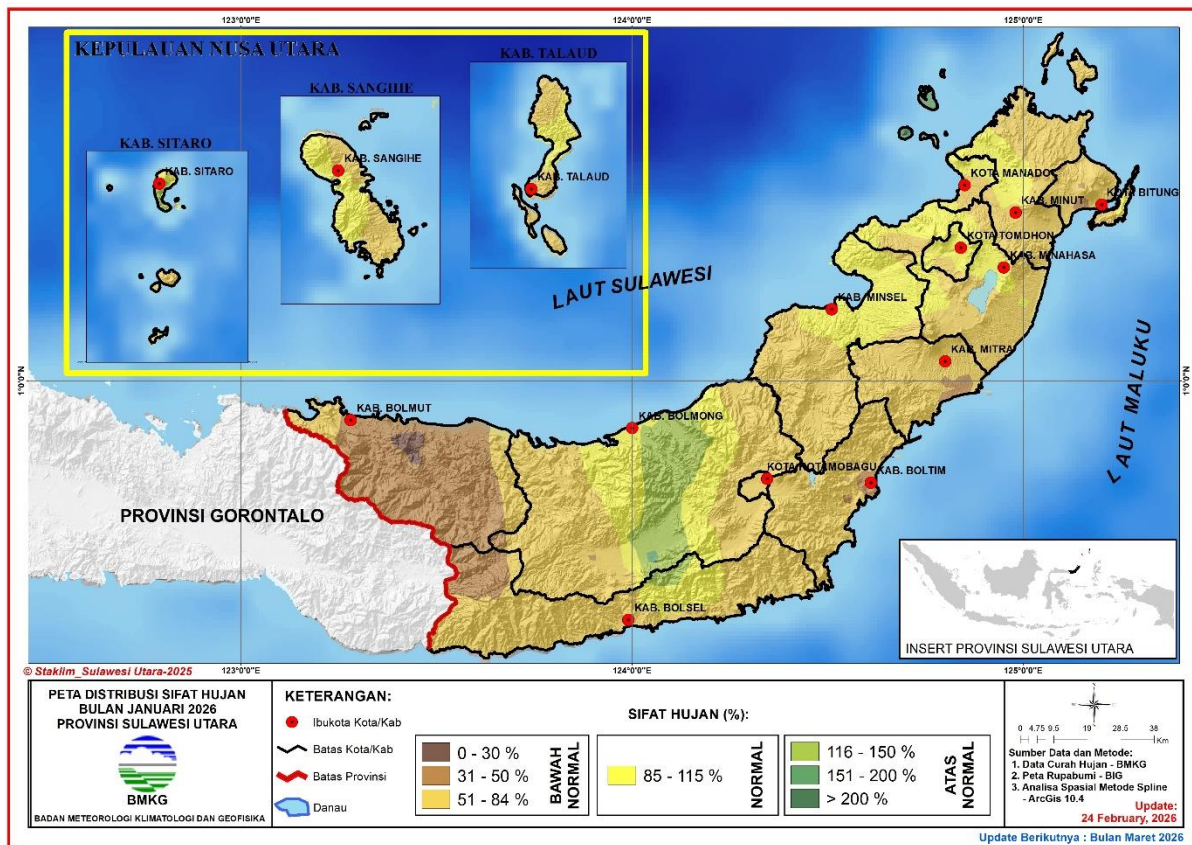 123°0'0"E
124°0'0"E
125°0'0"E
KEPULAUAN NUSA UTARA
KAB. TALAUD
KAB. SANGIHE
KAB. SITARO
KAB. SITARO
KAB. SANGIHE
KAB. TALAUD
KOTA MANADO
KAB. MINUT
KOTA BITUNG
KOTA TOMOHON
KAB. MINAHASA
LAUT SULAWESI
KAB. MINSEL
LAUT MALUKU
KAB. MITRA
1°0'0"N
1°0'0"N
KAB. BOLMUT
KAB. BOLMONG
KOTA KOTAMOBAGU
KAB. BOLTIM
PROVINSI GORONTALO
KAB. BOLSEL
INSERT PROVINSI SULAWESI UTARA
123°0'0"E
124°0'0"E
125°0'0"E
© Staklim_Sulawesi Utara-2025
PETA DISTRIBUSI SIFAT HUJAN
BULAN JANUARI 2026
PROVINSI SULAWESI UTARA
BMKG
BADAN METEOROLOGI KLIMATOLOGI DAN GEOFISIKA
KETERANGAN:
Ibukota Kota/Kab
Batas Kota/Kab
Batas Provinsi
Danau
SIFAT HUJAN (%):
0 - 30 %
31 - 50 %
51 - 84 %
BAWAH
NORMAL
85 - 115 %
NORMAL
116 - 150 %
151 - 200 %
> 200 %
ATAS
NORMAL
0 4.75 9.5 19 28.5 38
Km
Sumber Data dan Metode:
1. Data Curah Hujan - BMKG
2. Peta Rupabumi - BIG
3. Analisa Spasial Metode Spline
- ArcGis 10.4
Update:
24 February, 2026
Update Berikutnya : Bulan Maret 2026